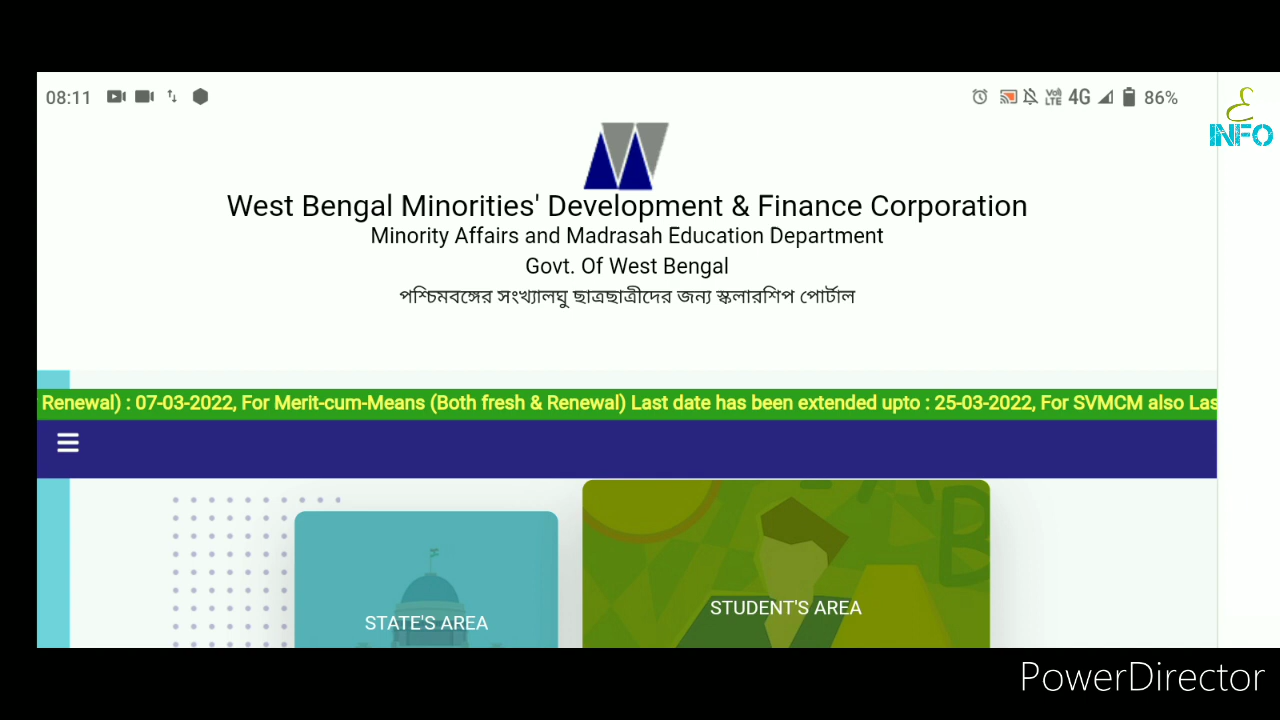 08:11
Vo) LTE 4G 86%
INFO
West Bengal Minorities' Development & Finance Corporation
Minority Affairs and Madrasah Education Department
Govt. Of West Bengal
পশ্চিমবঙ্গের সংখ্যালঘু ছাত্রছাত্রীদের জন্য স্কলারশিপ পোর্টাল
Renewal) : 07-03-2022, For Merit-cum-Means (Both fresh & Renewal) Last date has been extended upto : 25-03-2022, For SVMCM also Las
STUDENT'S AREA
STATE'S AREA
PowerDirector